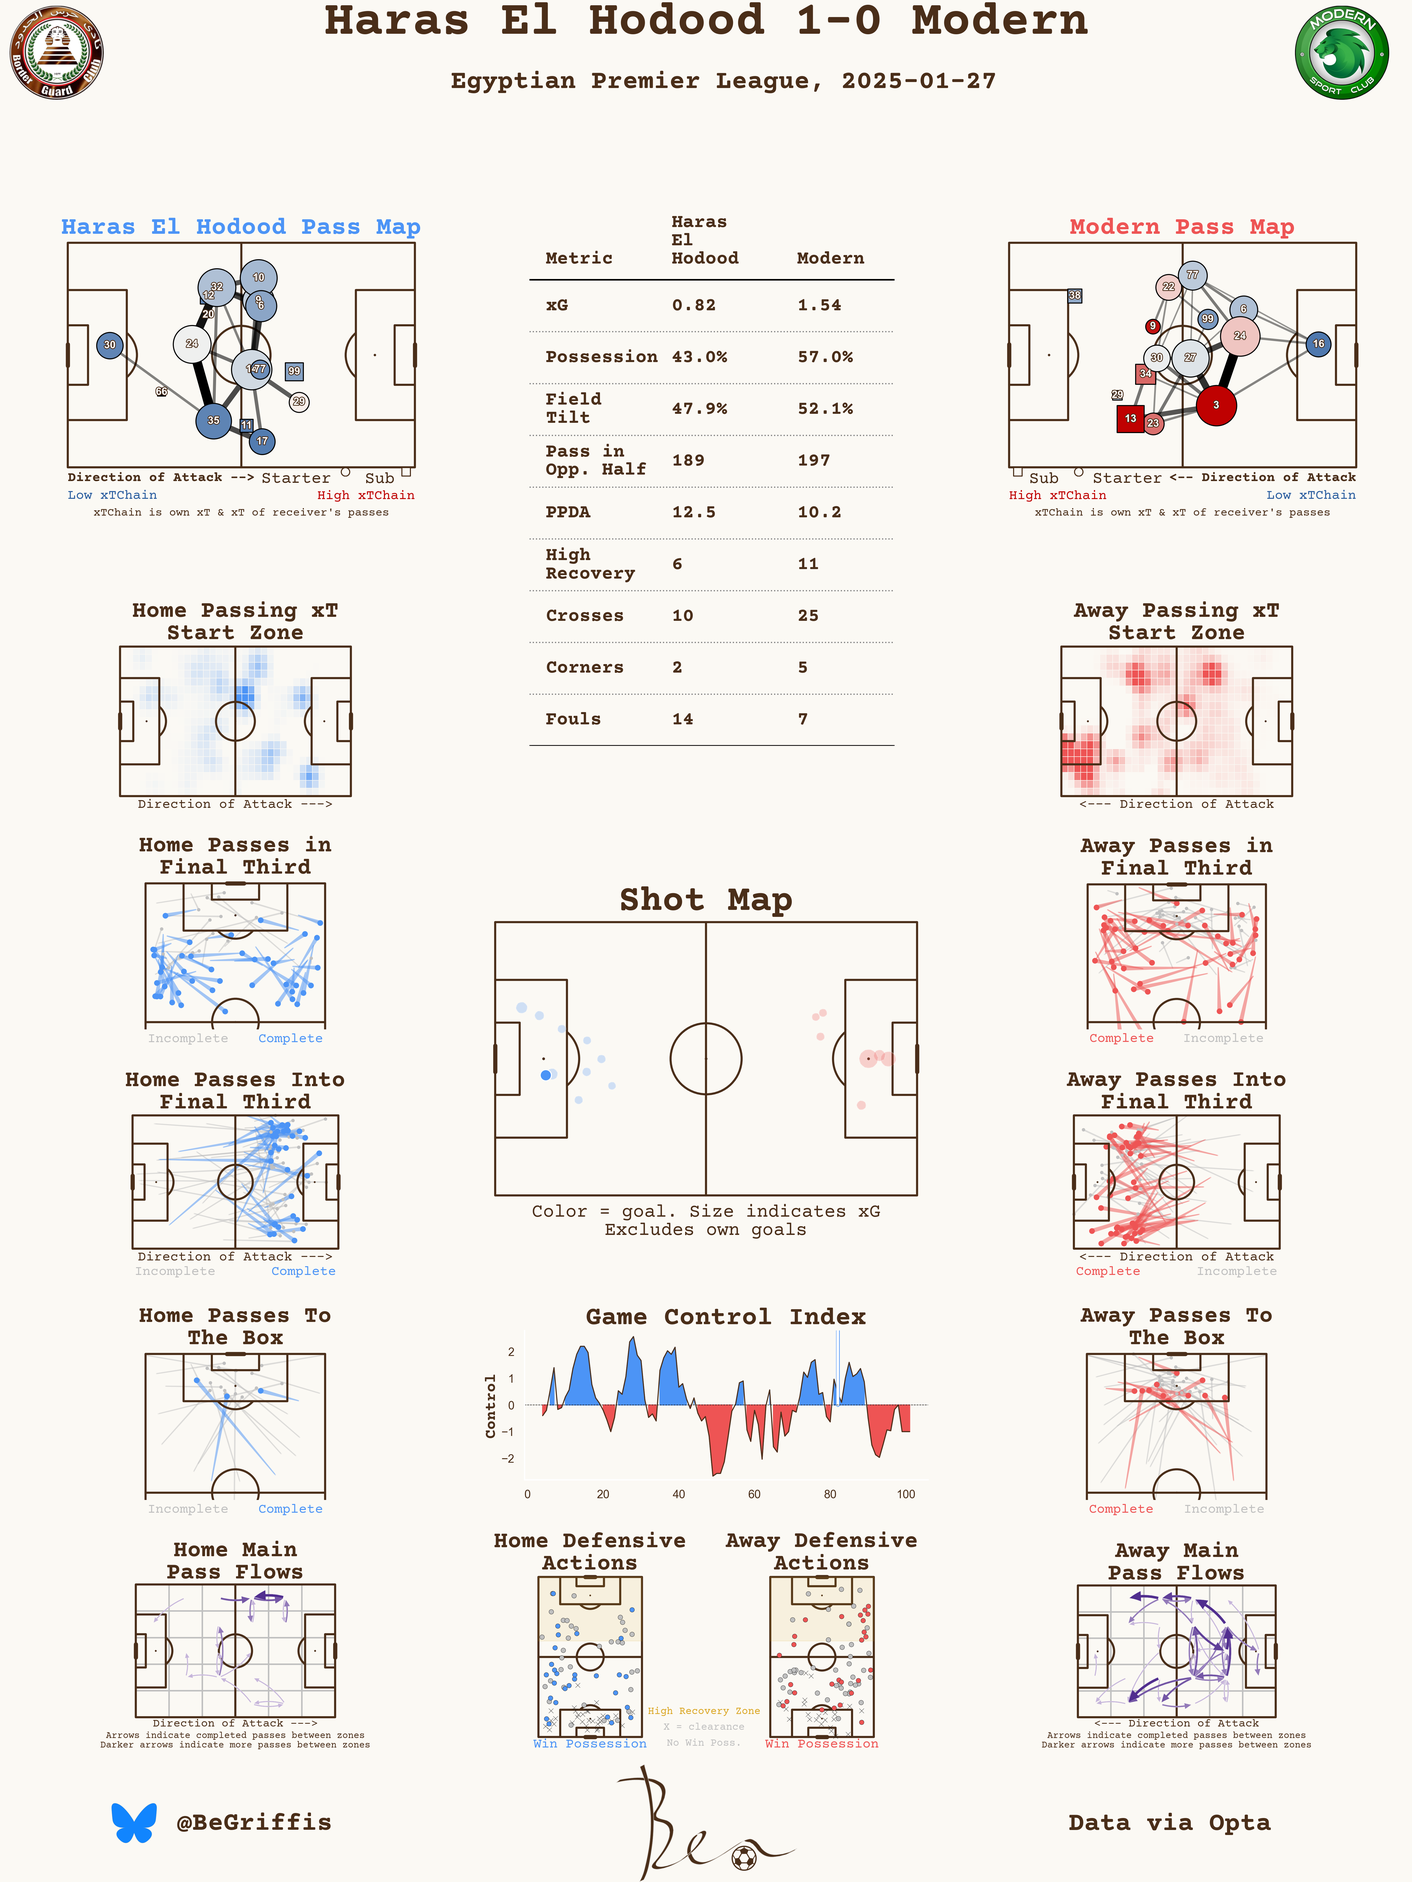 Haras El Hodood 1-0 Modern
Egyptian Premier League, 2025-01-27
نادي حرس الحدود
Border Guard Club
MODERN
SPORT CLUB
Haras El Hodood Pass Map
32
10
12
9
6
20
24
30
77
99
66
29
35
11
17
Direction of Attack --> Starter Sub
Low xTChain High xTChain
xTChain is own xT & xT of receiver's passes
Metric Haras El Hodood Modern
xG 0.82 1.54
Possession 43.0% 57.0%
Field Tilt 47.9% 52.1%
Pass in Opp. Half 189 197
PPDA 12.5 10.2
High Recovery 6 11
Crosses 10 25
Corners 2 5
Fouls 14 7
Modern Pass Map
77
22
38
6
99
9
24
16
30
27
34
29
3
13
23
Sub Starter <-- Direction of Attack
High xTChain Low xTChain
xTChain is own xT & xT of receiver's passes
Home Passing xT
Start Zone
Direction of Attack --->
Away Passing xT
Start Zone
<--- Direction of Attack
Home Passes in
Final Third
Incomplete Complete
Away Passes in
Final Third
Complete Incomplete
Shot Map
Color = goal. Size indicates xG
Excludes own goals
Home Passes Into
Final Third
Direction of Attack --->
Incomplete Complete
Away Passes Into
Final Third
<--- Direction of Attack
Complete Incomplete
Home Passes To
The Box
Incomplete Complete
Game Control Index
Control
2
1
0
−1
−2
0 20 40 60 80 100
Away Passes To
The Box
Complete Incomplete
Home Main
Pass Flows
Direction of Attack --->
Arrows indicate completed passes between zones
Darker arrows indicate more passes between zones
Home Defensive
Actions
Win Possession
High Recovery Zone
X = clearance
No Win Poss.
Away Defensive
Actions
Win Possession
Away Main
Pass Flows
<--- Direction of Attack
Arrows indicate completed passes between zones
Darker arrows indicate more passes between zones
@BeGriffis
Ben
Data via Opta